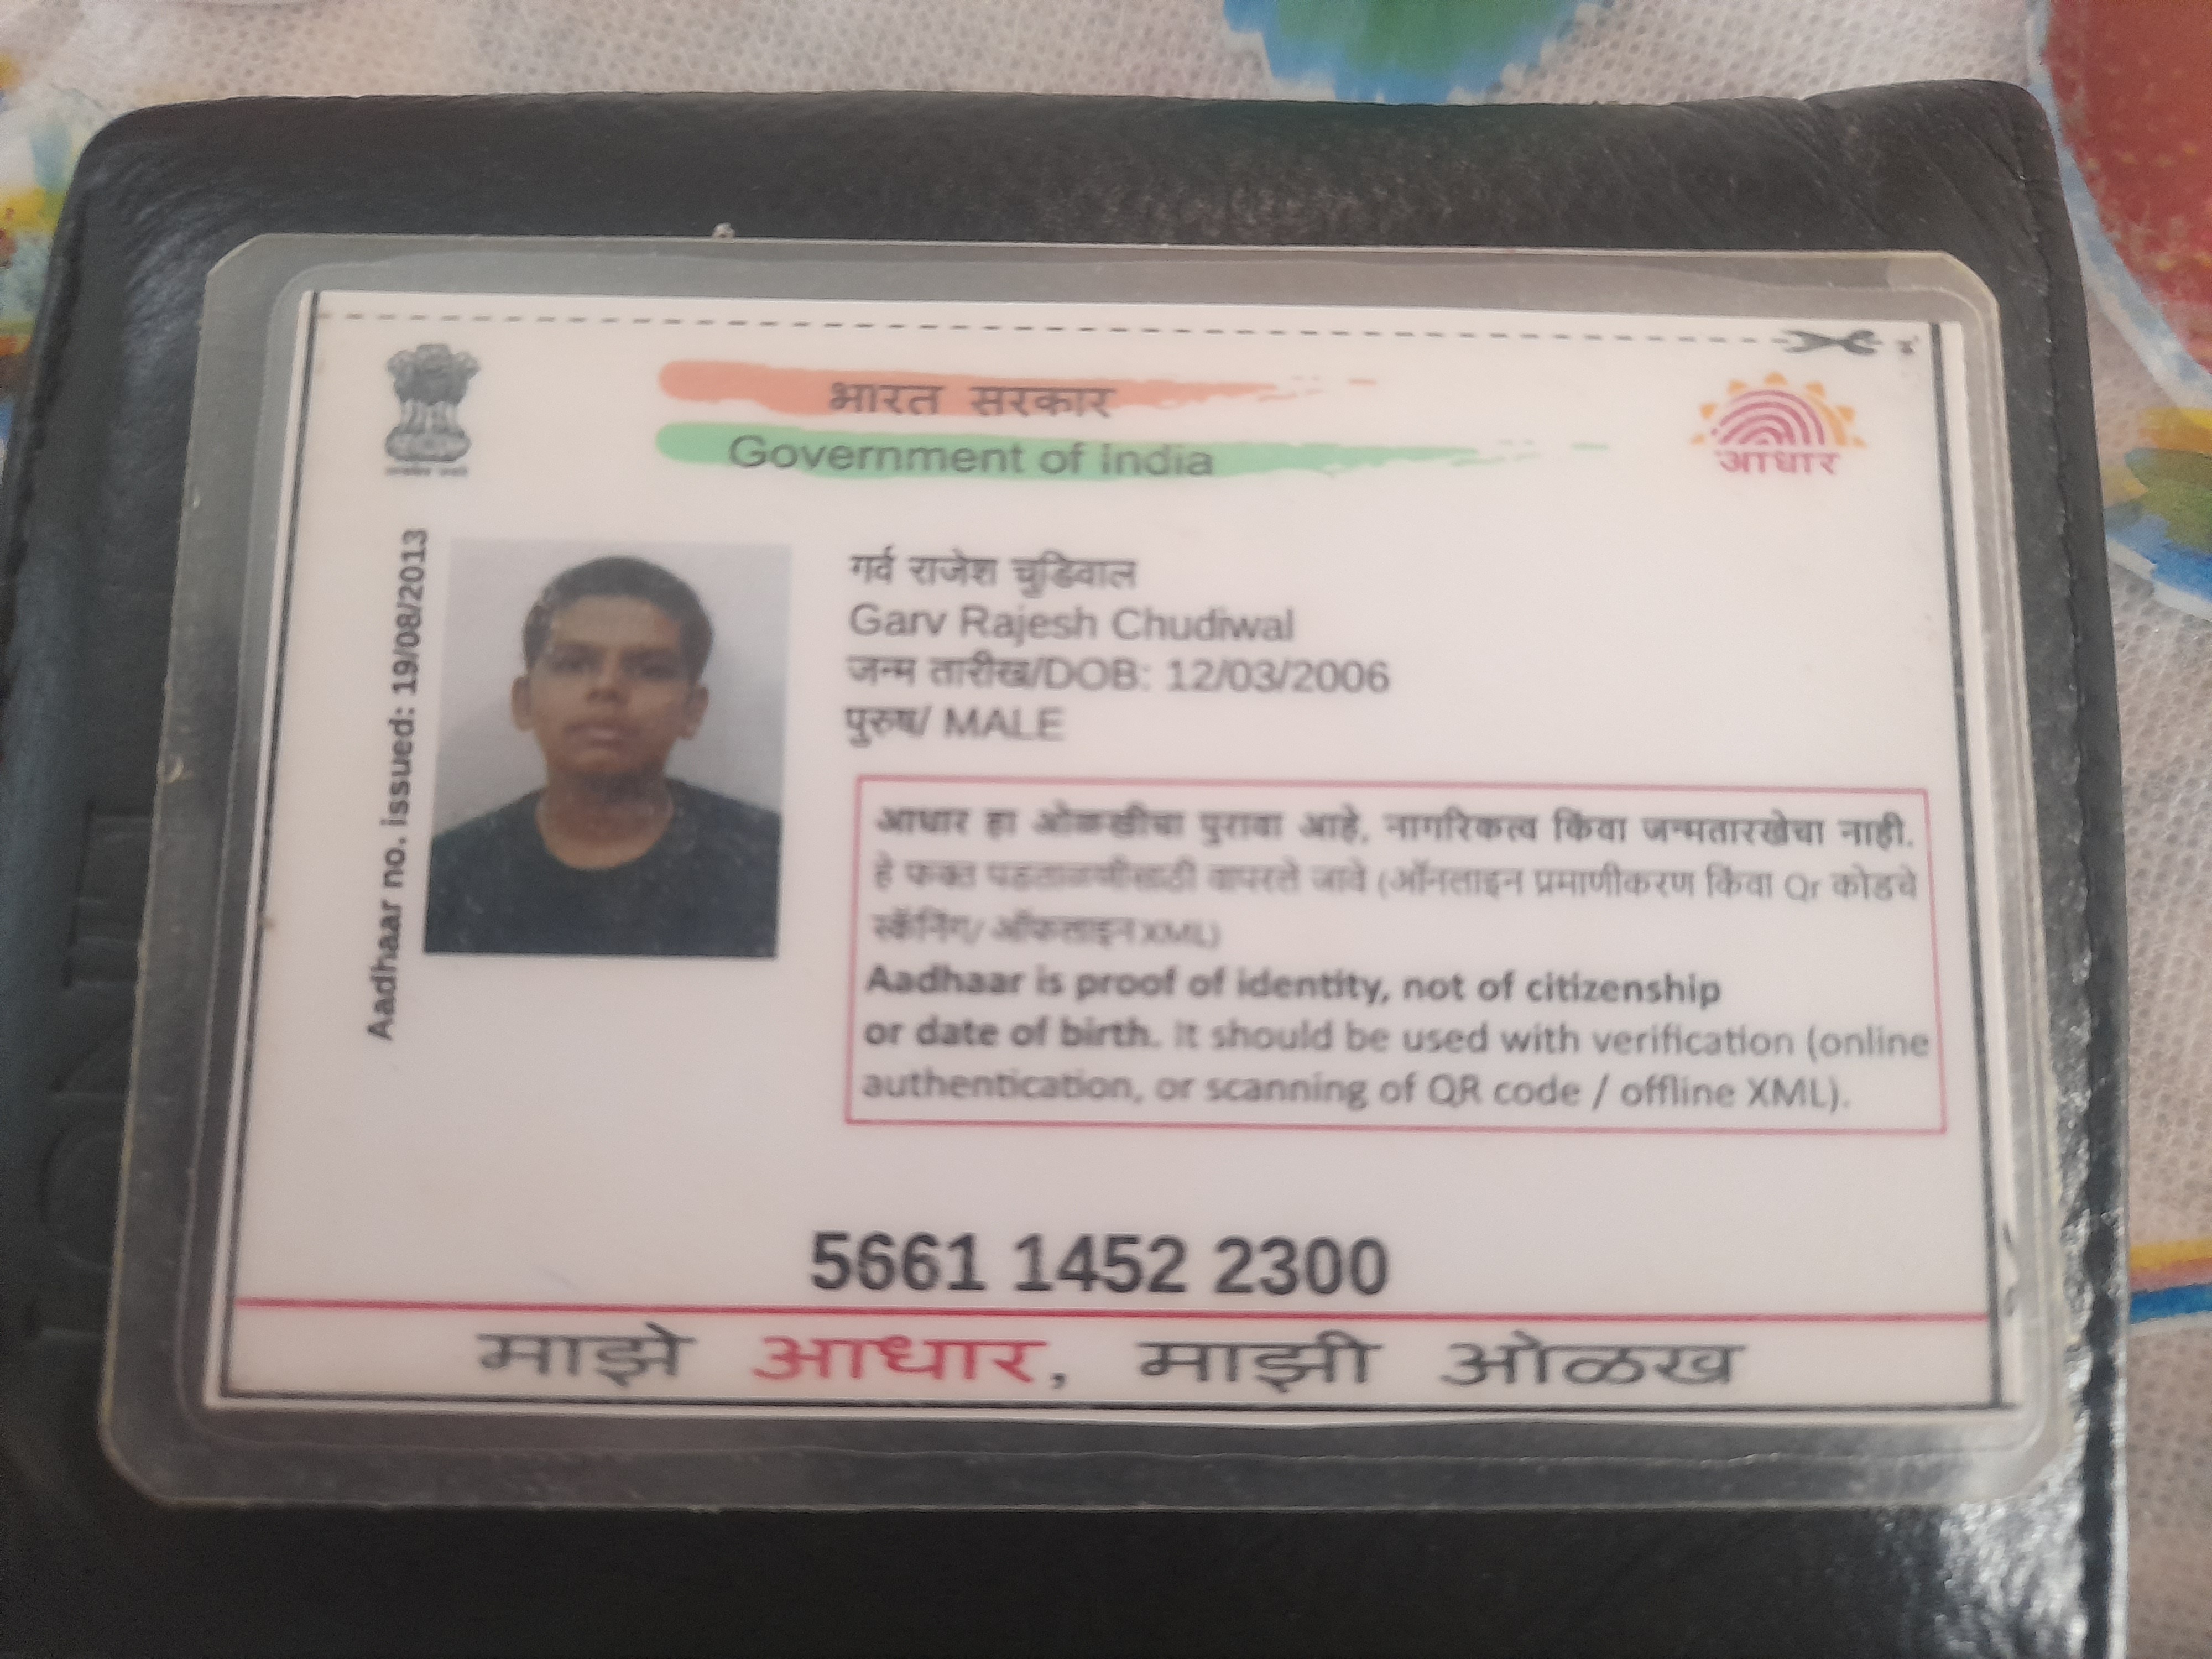 भारत सरकार
Government of India
आधार
Aadhaar no. issued: 19/08/2013
गर्व राजेश चुडिवाल
Garv Rajesh Chudiwal
जन्म तारीख/DOB: 12/03/2006
पुरुष/ MALE
आधार हा ओळखीचा पुरावा आहे, नागरिकत्व किंवा जन्मतारखेचा नाही.
हे फक्त पडताळणीसाठी वापरले जावे (ऑनलाइन प्रमाणीकरण किंवा Qr कोडचे
स्कॅनिंग/ ऑफलाइन XML)
Aadhaar is proof of identity, not of citizenship
or date of birth. It should be used with verification (online
authentication, or scanning of QR code / offline XML).
5661 1452 2300
माझे आधार, माझी ओळख